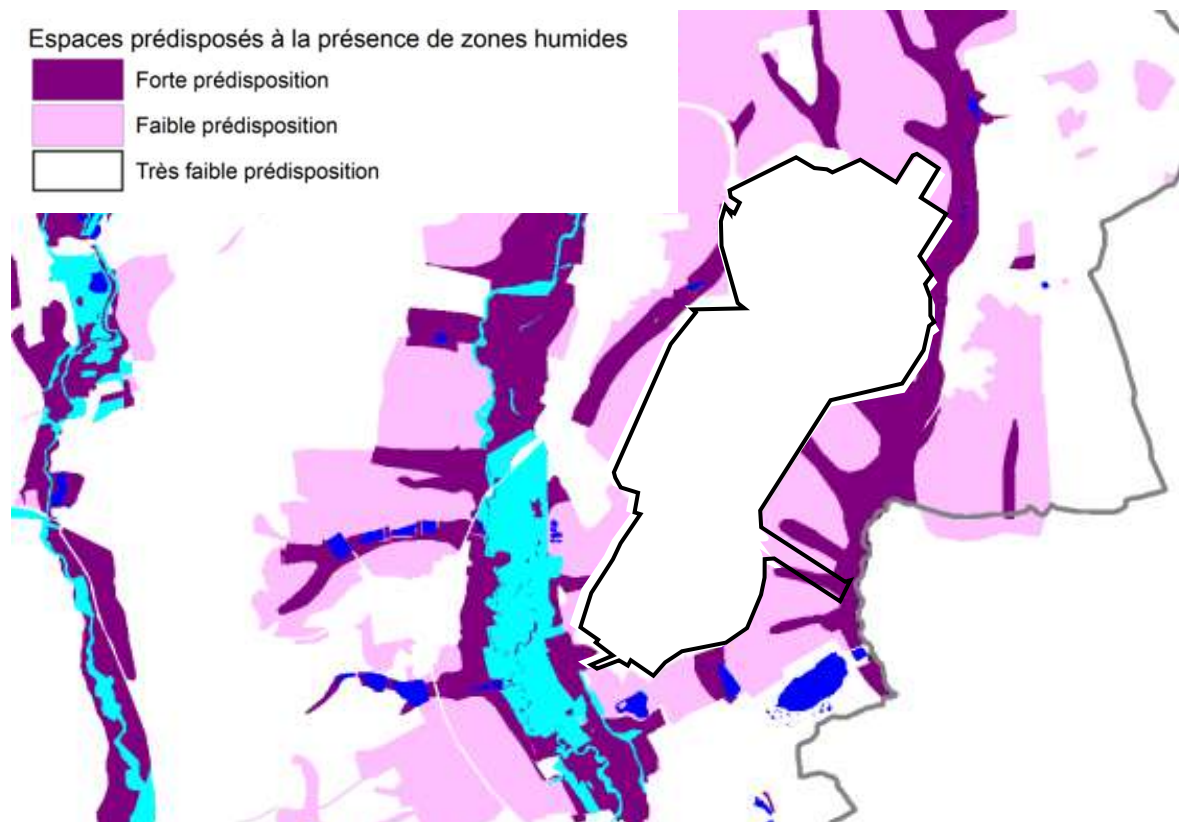 Espaces prédisposés à la présence de zones humides
Forte prédisposition
Faible prédisposition
Très faible prédisposition